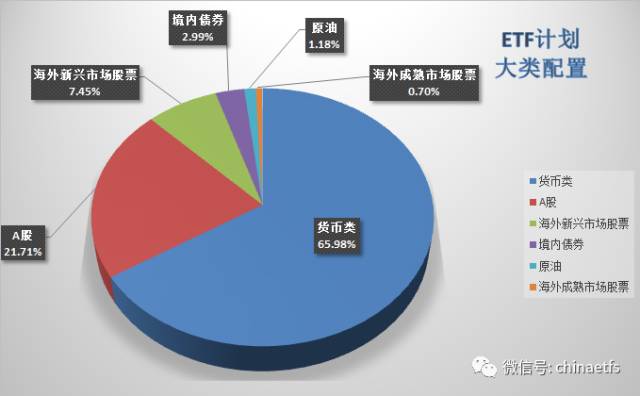 ETF计划
大类配置
境内债券
2.99%
原油
1.18%
海外新兴市场股票
7.45%
海外成熟市场股票
0.70%
A股
21.71%
货币类
65.98%
货币类
A股
海外新兴市场股票
境内债券
原油
海外成熟市场股票
微信号: chinaetfs